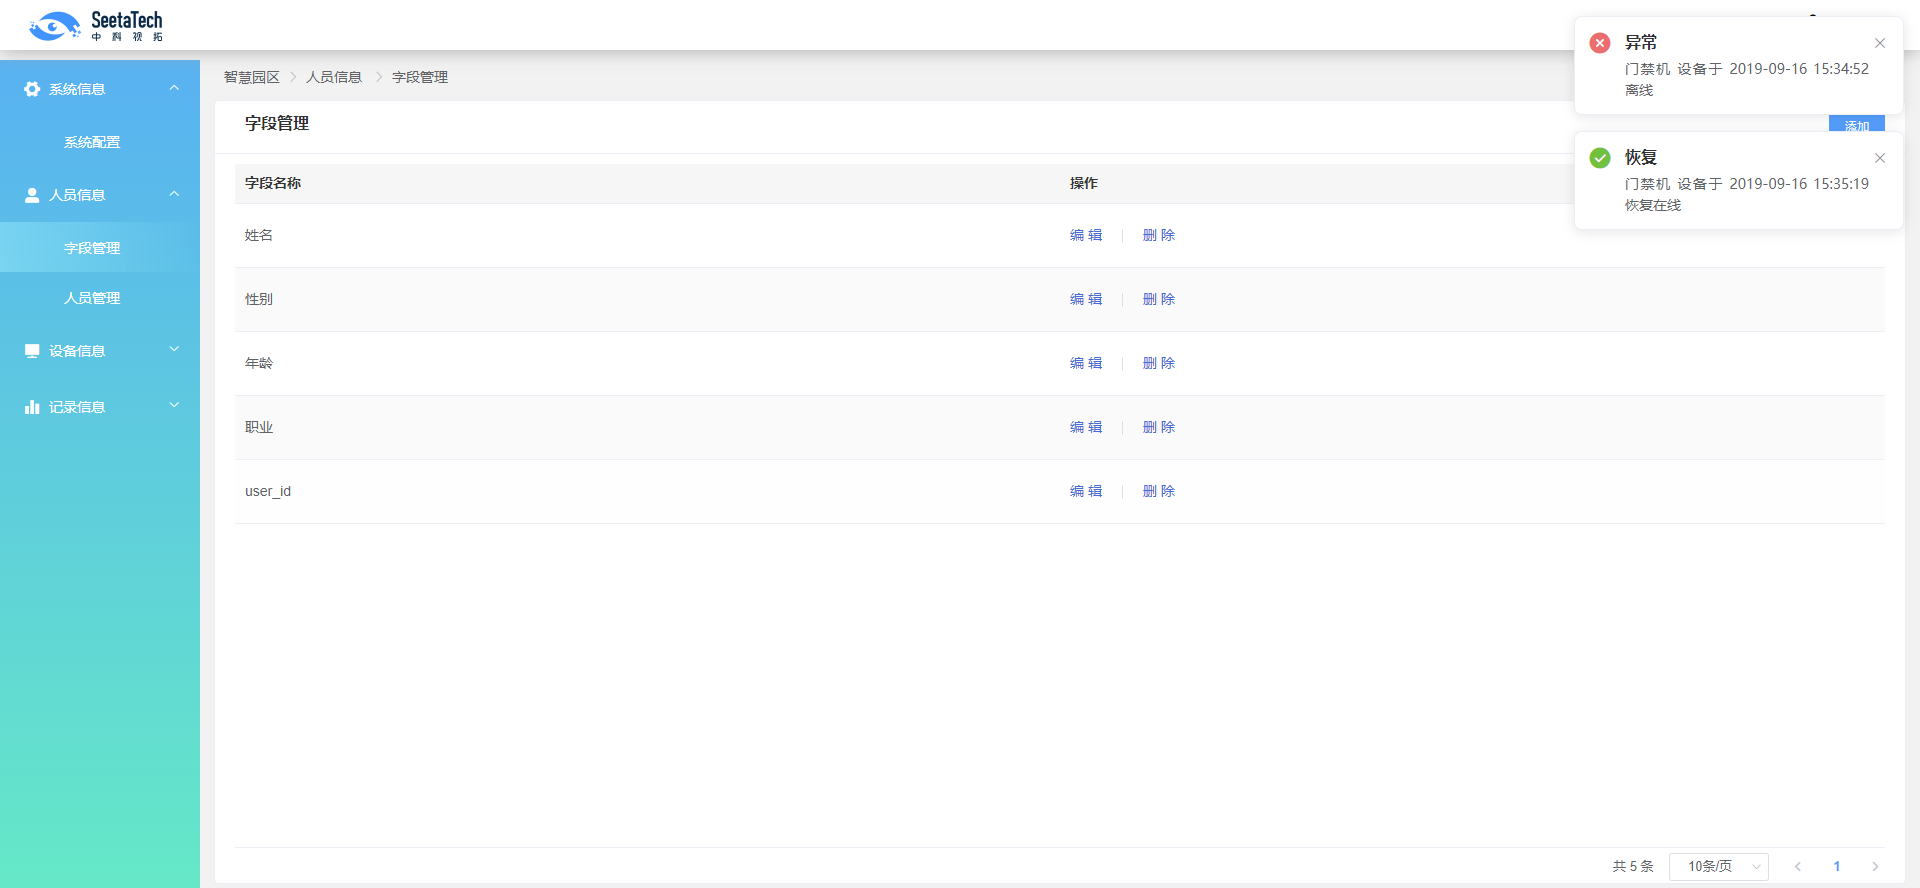 SeetaTech
中科视拓
系统信息
系统配置
人员信息
字段管理
人员管理
设备信息
记录信息
智慧园区 人员信息 字段管理
字段管理
添加
字段名称 操作
姓名 编辑 删除
性别 编辑 删除
年龄 编辑 删除
职业 编辑 删除
user_id 编辑 删除
共 5 条 10条/页 1
异常
门禁机 设备于 2019-09-16 15:34:52
离线
恢复
门禁机 设备于 2019-09-16 15:35:19
恢复在线